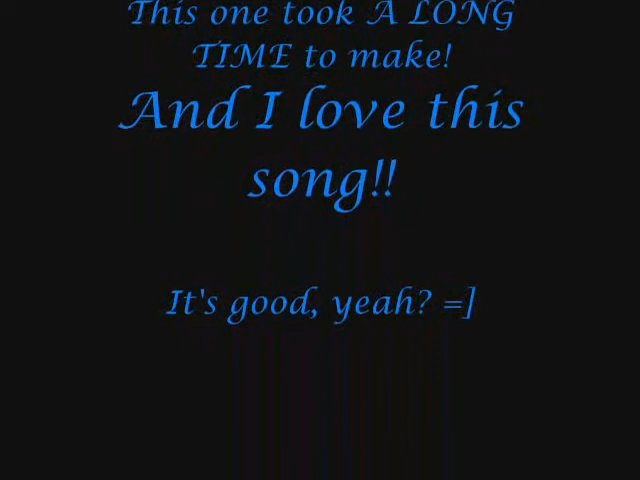 This one took A LONG
TIME to make!
And I love this
song!!
It's good, yeah? =]